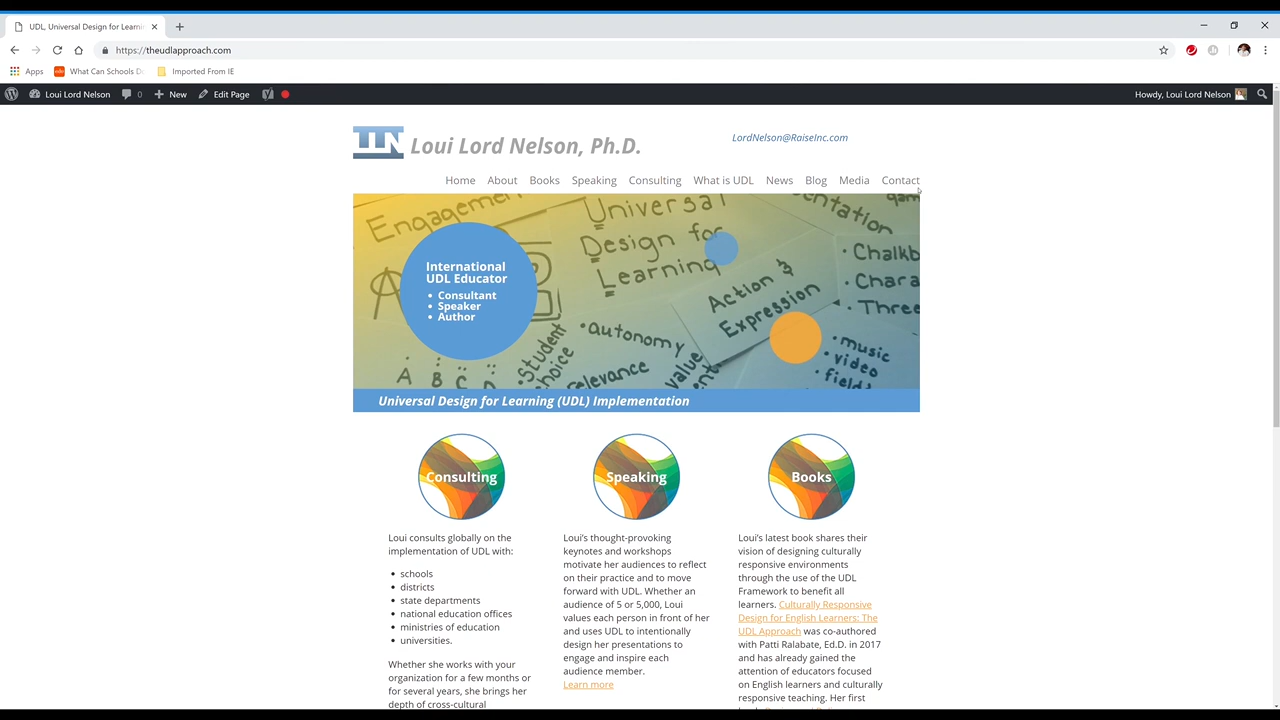 UDL, Universal Design for Learni
https://theudlapproach.com
Apps
What Can Schools Do
Imported From IE
Loui Lord Nelson
0
New
Edit Page
Howdy, Loui Lord Nelson
LLN Loui Lord Nelson, Ph.D.
LordNelson@RaiseInc.com
Home About Books Speaking Consulting What is UDL News Blog Media Contact
Engagement
Universal
Design for
Learning
Action &
Expression
• Chalkb
• Chara
• Three
• music
• video
• field
• autonomy
relevance
Student
choice
value
A B C D
International
UDL Educator
• Consultant
• Speaker
• Author
Universal Design for Learning (UDL) Implementation
Consulting
Loui consults globally on the
implementation of UDL with:
• schools
• districts
• state departments
• national education offices
• ministries of education
• universities.
Whether she works with your
organization for a few months or
for several years, she brings her
depth of cross-cultural
Speaking
Loui's thought-provoking
keynotes and workshops
motivate her audiences to reflect
on their practice and to move
forward with UDL. Whether an
audience of 5 or 5,000, Loui
values each person in front of her
and uses UDL to intentionally
design her presentations to
engage and inspire each
audience member.
Learn more
Books
Loui's latest book shares their
vision of designing culturally
responsive environments
through the use of the UDL
Framework to benefit all
learners. Culturally Responsive
Design for English Learners: The
UDL Approach was co-authored
with Patti Ralabate, Ed.D. in 2017
and has already gained the
attention of educators focused
on English learners and culturally
responsive teaching. Her first